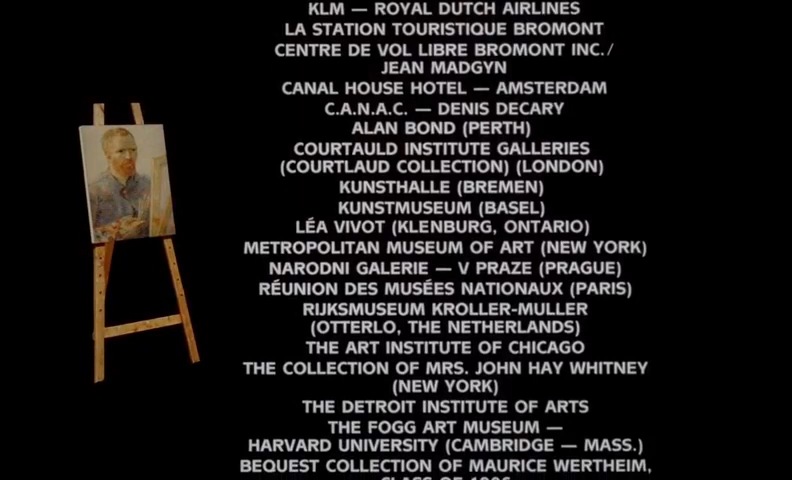 KLM — ROYAL DUTCH AIRLINES
LA STATION TOURISTIQUE BROMONT
CENTRE DE VOL LIBRE BROMONT INC./
JEAN MADGYN
CANAL HOUSE HOTEL — AMSTERDAM
C.A.N.A.C. — DENIS DECARY
ALAN BOND (PERTH)
COURTAULD INSTITUTE GALLERIES
(COURTLAUD COLLECTION) (LONDON)
KUNSTHALLE (BREMEN)
KUNSTMUSEUM (BASEL)
LÉA VIVOT (KLENBURG, ONTARIO)
METROPOLITAN MUSEUM OF ART (NEW YORK)
NARODNI GALERIE — V PRAZE (PRAGUE)
RÉUNION DES MUSÉES NATIONAUX (PARIS)
RIJKSMUSEUM KROLLER-MULLER
(OTTERLO, THE NETHERLANDS)
THE ART INSTITUTE OF CHICAGO
THE COLLECTION OF MRS. JOHN HAY WHITNEY
(NEW YORK)
THE DETROIT INSTITUTE OF ARTS
THE FOGG ART MUSEUM —
HARVARD UNIVERSITY (CAMBRIDGE — MASS.)
BEQUEST COLLECTION OF MAURICE WERTHEIM,
CLASS OF